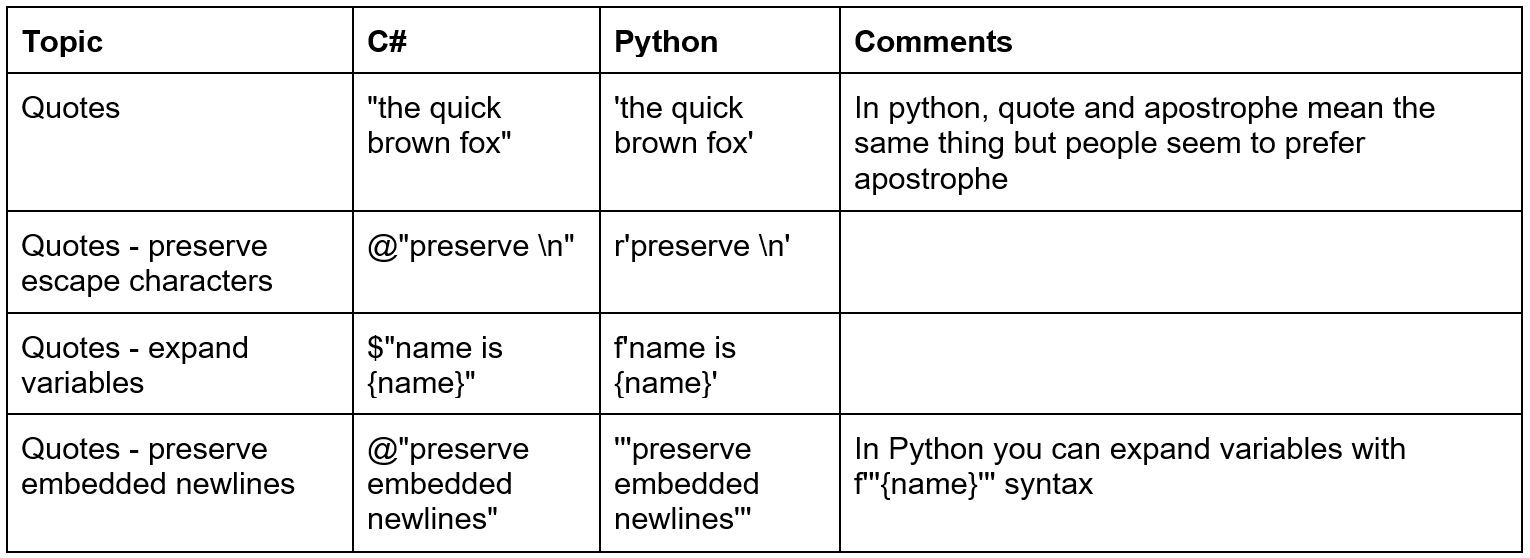 Topic C# Python Comments
Quotes "the quick 'the quick In python, quote and apostrophe mean the
brown fox" brown fox' same thing but people seem to prefer
apostrophe
Quotes - preserve @"preserve \n" r'preserve \n'
escape characters
Quotes - expand $"name is f'name is
variables {name}" {name}'
Quotes - preserve @"preserve '''preserve In Python you can expand variables with
embedded newlines embedded embedded f'''{name}''' syntax
newlines" newlines'''